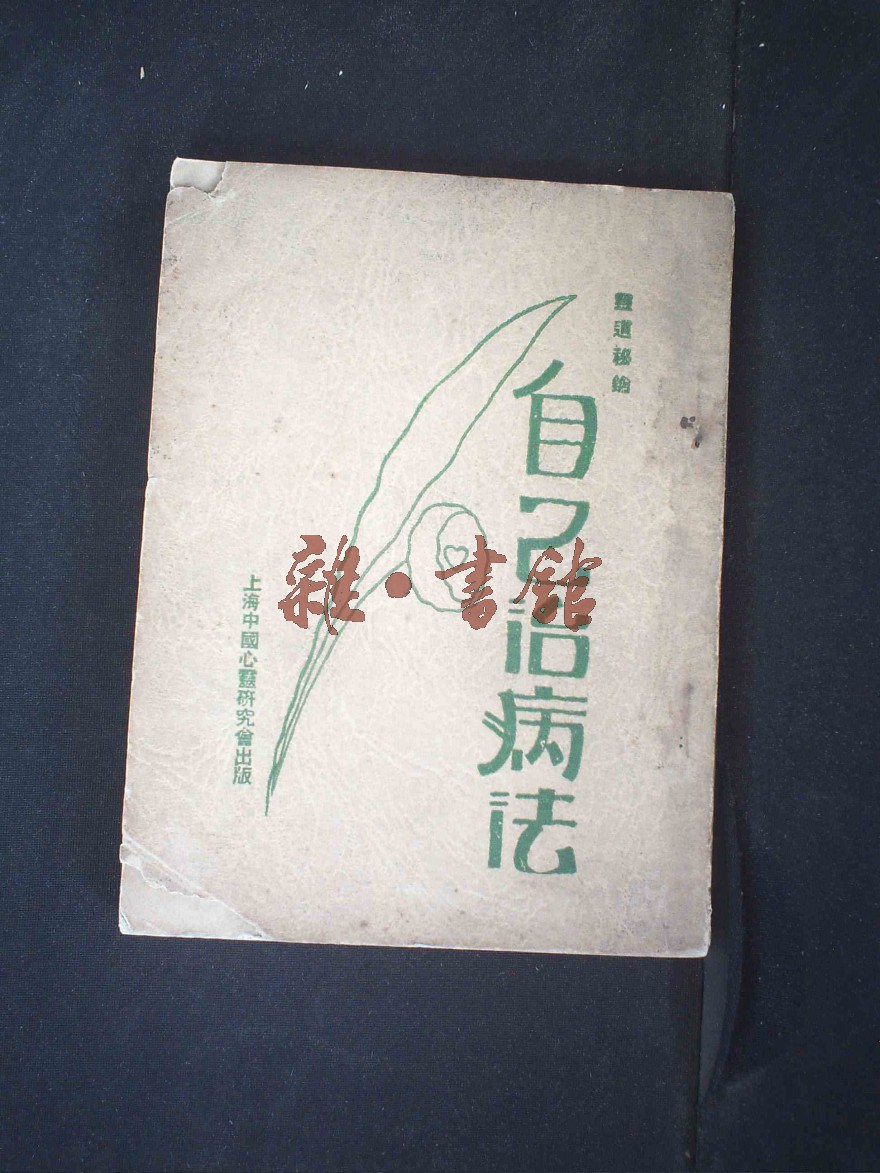 靈道秘鑰
自己治病法
上海中國心靈研究會出版
雜·書館